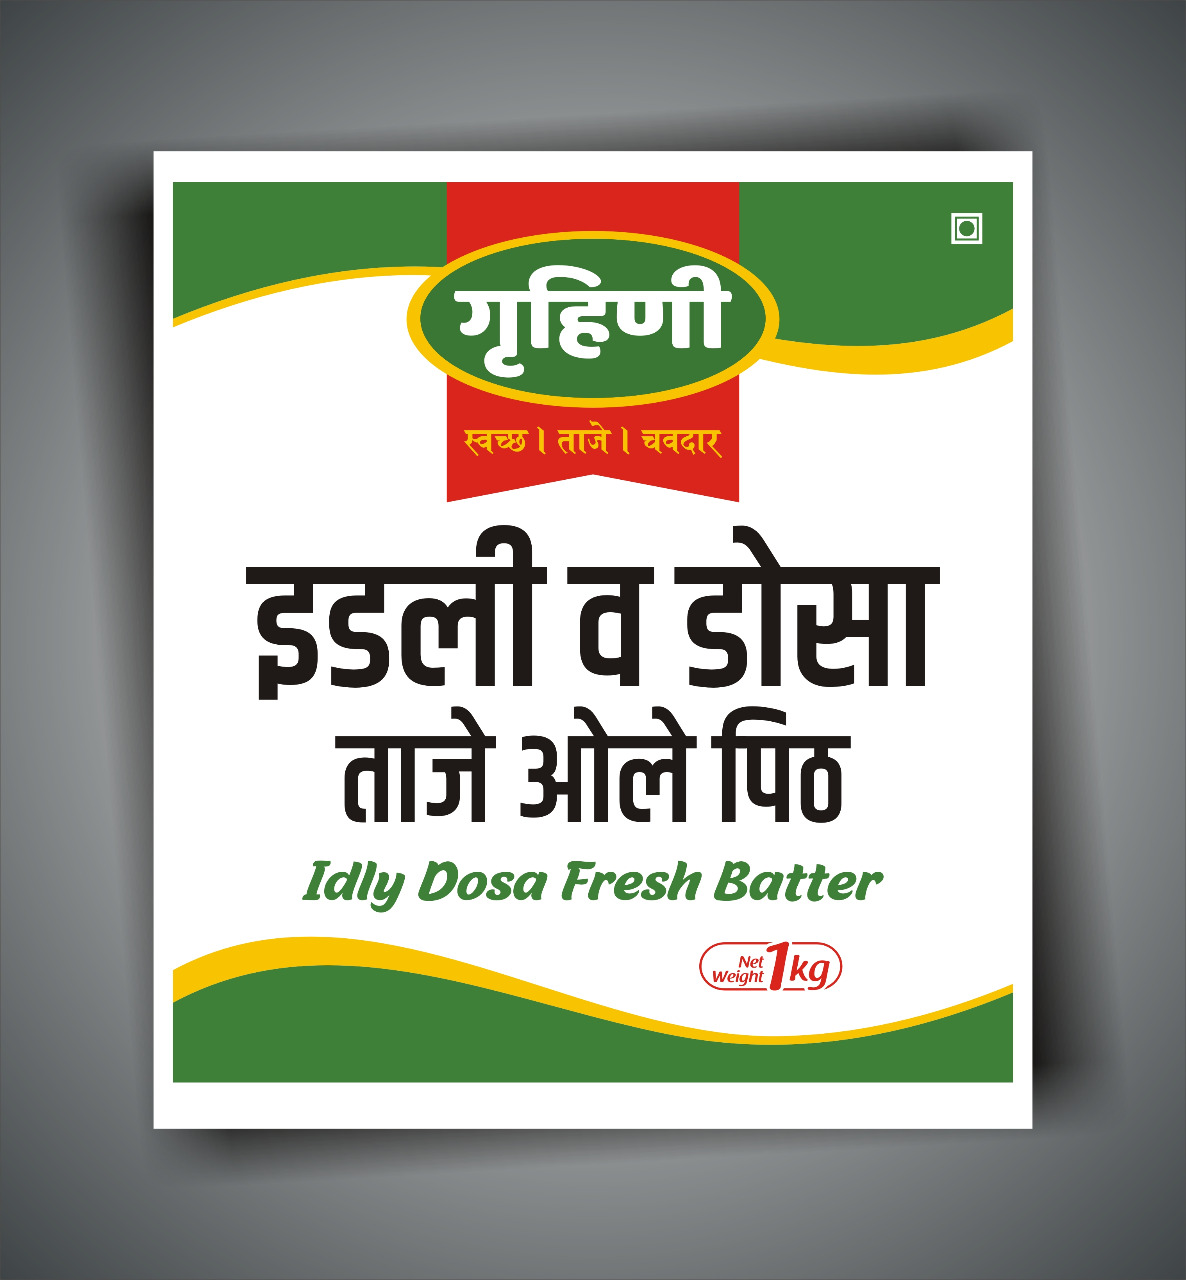 गृहिणी
स्वच्छ । ताजे । चवदार
इडली व डोसा
ताजे ओले पिठ
Idly Dosa Fresh Batter
Net
Weight 1kg